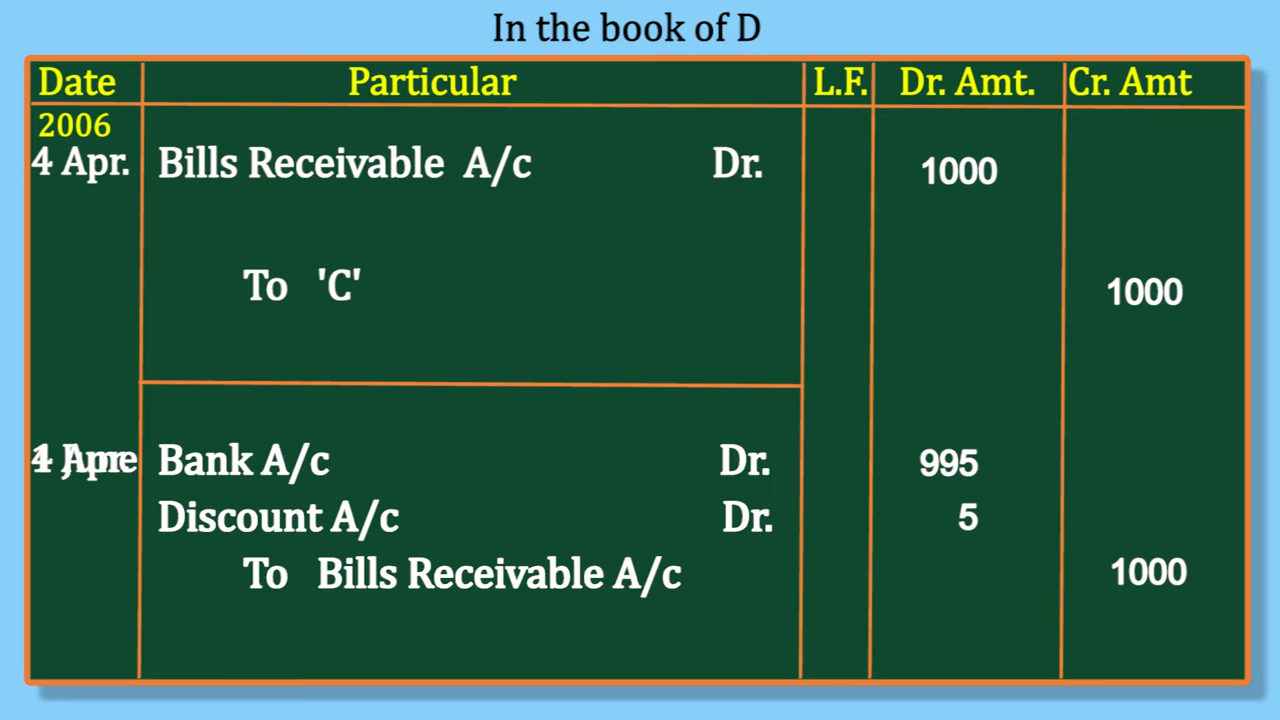 In the book of D
Date Particular L.F. Dr. Amt. Cr. Amt
2006
4 Apr. Bills Receivable A/c Dr. 1000
To 'C' 1000
Bank A/c Dr. 995
Discount A/c Dr. 5
To Bills Receivable A/c 1000